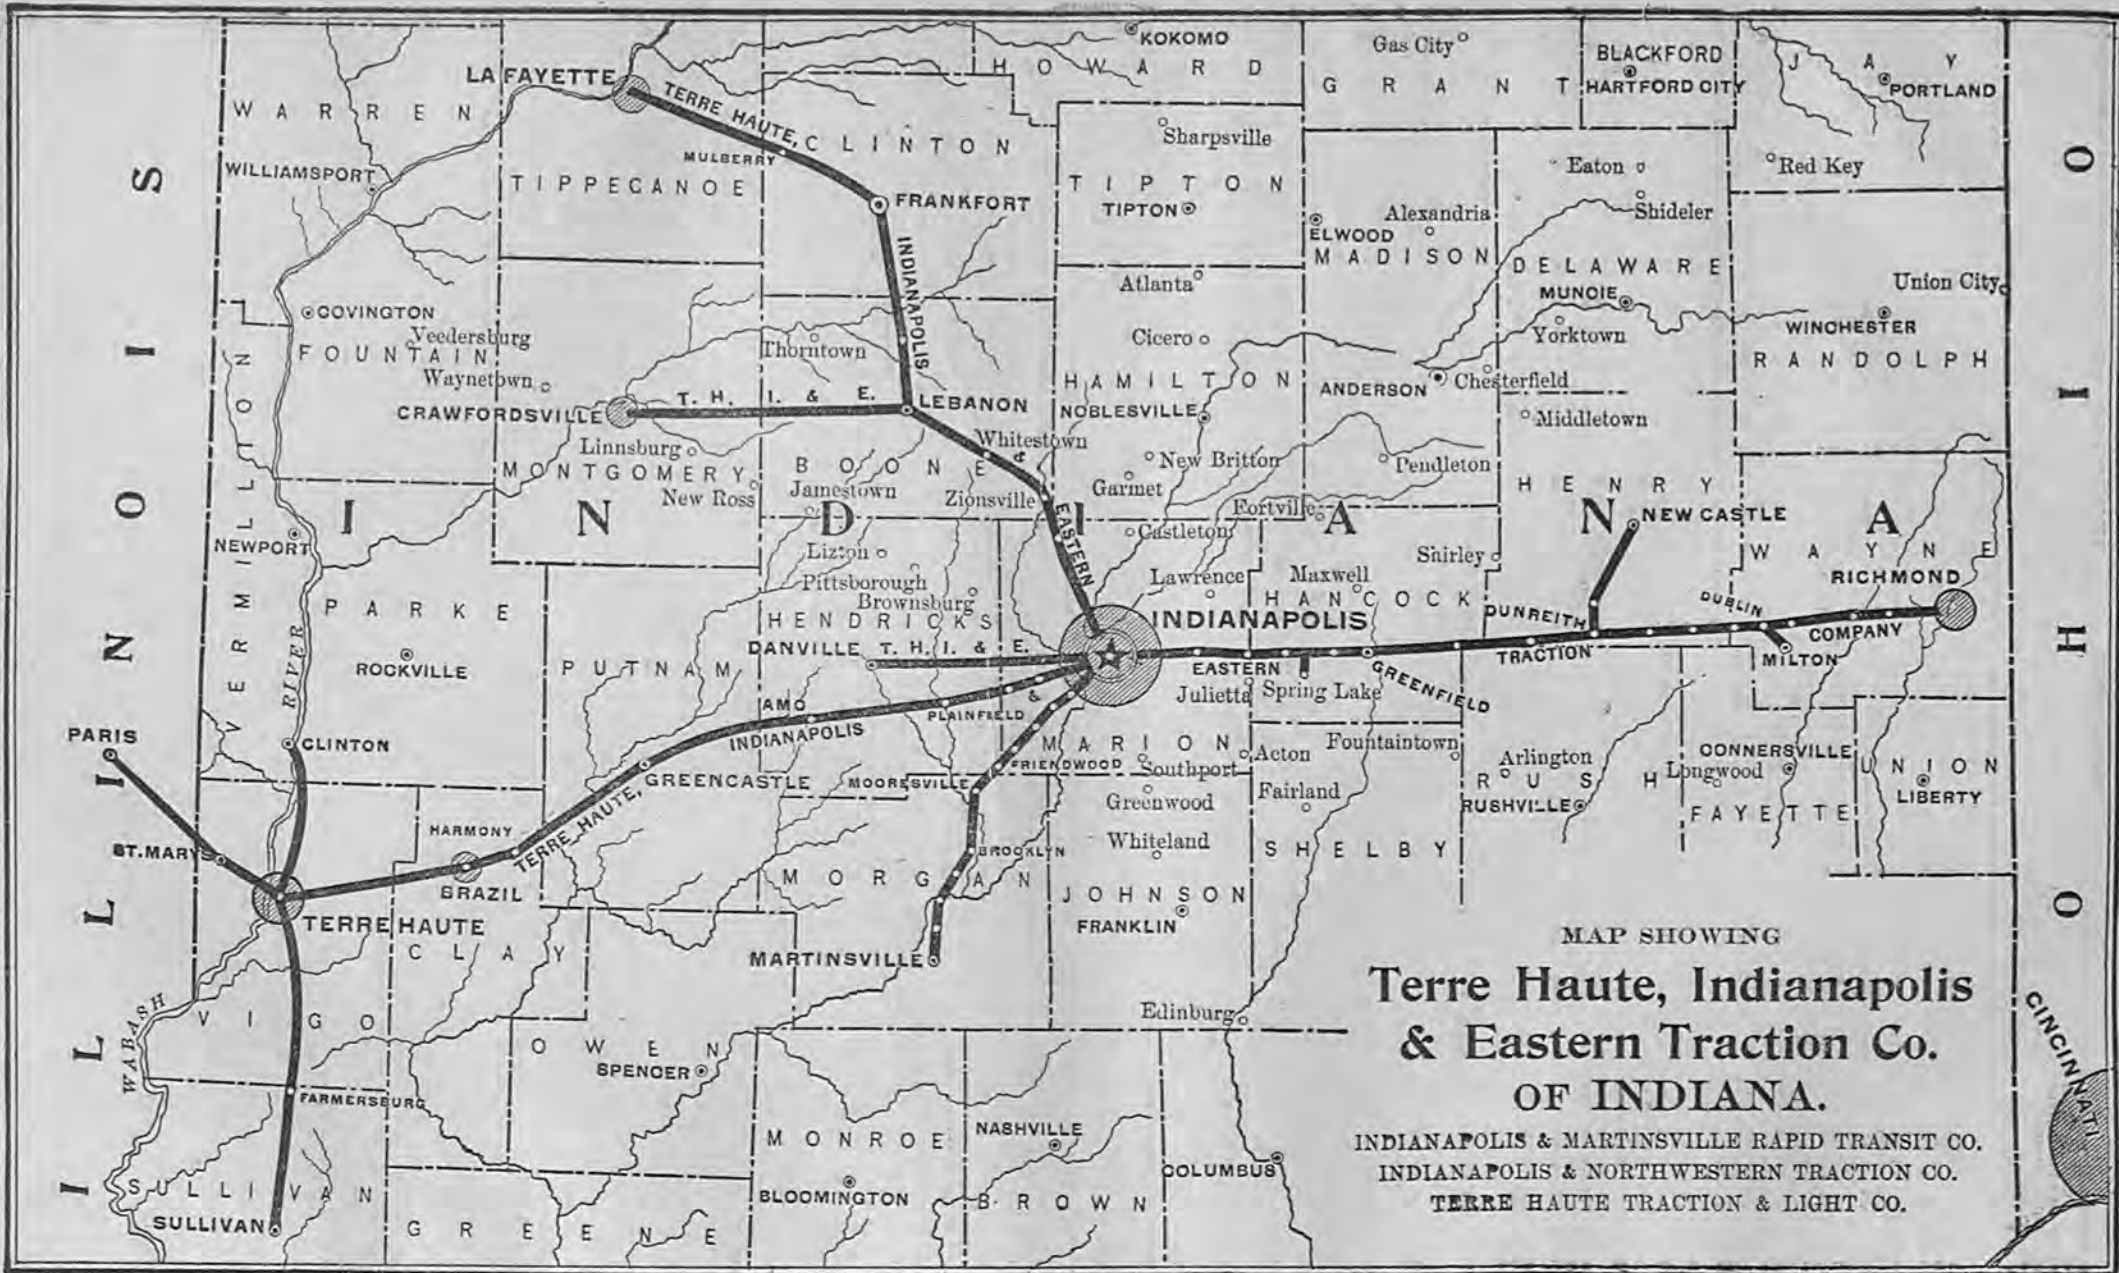 KOKOMO
Gas City
BLACKFORD
HARTFORD CITY
JAY
PORTLAND
HOWARD
GRANT
LA FAYETTE
WARREN
TERRE HAUTE,
CLINTON
MULBERRY
Sharpsville
Eaton
Red Key
WILLIAMSPORT
TIPPECANOE
FRANKFORT
TIPTON
TIPTON
ELWOOD
Alexandria
Shideler
MADISON
DELAWARE
INDIANAPOLIS
Atlanta
MUNCIE
Union City
COVINGTON
Veedersburg
FOUNTAIN
Waynetown
Thorntown
Cicero
Yorktown
WINCHESTER
RANDOLPH
HAMILTON
ANDERSON
Chesterfield
CRAWFORDSVILLE
T. H. I. & E.
LEBANON
NOBLESVILLE
Middletown
Linnsburg
Whitestown
&
MONTGOMERY
BOONE
New Britton
Pendleton
New Ross
Jamestown
Zionsville
Garmet
HENRY
Fortville
INDIANA
NEW CASTLE
NEWPORT
EASTERN
Castleton
Lizton
Shirley
WAYNE
VERMILLION
PARKE
Pittsborough
Brownsburg
HENDRICKS
Lawrence
Maxwell
HANCOCK
RICHMOND
INDIANAPOLIS
DUNREITH
DUBLIN
COMPANY
RIVER
ROCKVILLE
PUTNAM
DANVILLE
T. H. I. & E.
EASTERN
TRACTION
MILTON
Julietta
Spring Lake
GREENFIELD
AMO
PLAINFIELD
&
INDIANAPOLIS
PARIS
CLINTON
MARION
Acton
Fountaintown
Arlington
CONNERSVILLE
UNION
FRIENDWOOD
Southport
RUSH
Longwood
GREENCASTLE
MOORESVILLE
Greenwood
Fairland
RUSHVILLE
LIBERTY
FAYETTE
HARMONY
TERRE HAUTE,
ST. MARYS
BROOKLYN
Whiteland
SHELBY
BRAZIL
MORGAN
JOHNSON
TERRE HAUTE
FRANKLIN
CLAY
MARTINSVILLE
WABASH
VIGO
Edinburg
OWEN
SPENCER
FARMERSBURG
MONROE
NASHVILLE
COLUMBUS
SULLIVAN
SULLIVAN
BLOOMINGTON
BROWN
GREENE
ILLINOIS
OHIO
CINCINNATI
MAP SHOWING
Terre Haute, Indianapolis
& Eastern Traction Co.
OF INDIANA.
INDIANAPOLIS & MARTINSVILLE RAPID TRANSIT CO.
INDIANAPOLIS & NORTHWESTERN TRACTION CO.
TERRE HAUTE TRACTION & LIGHT CO.